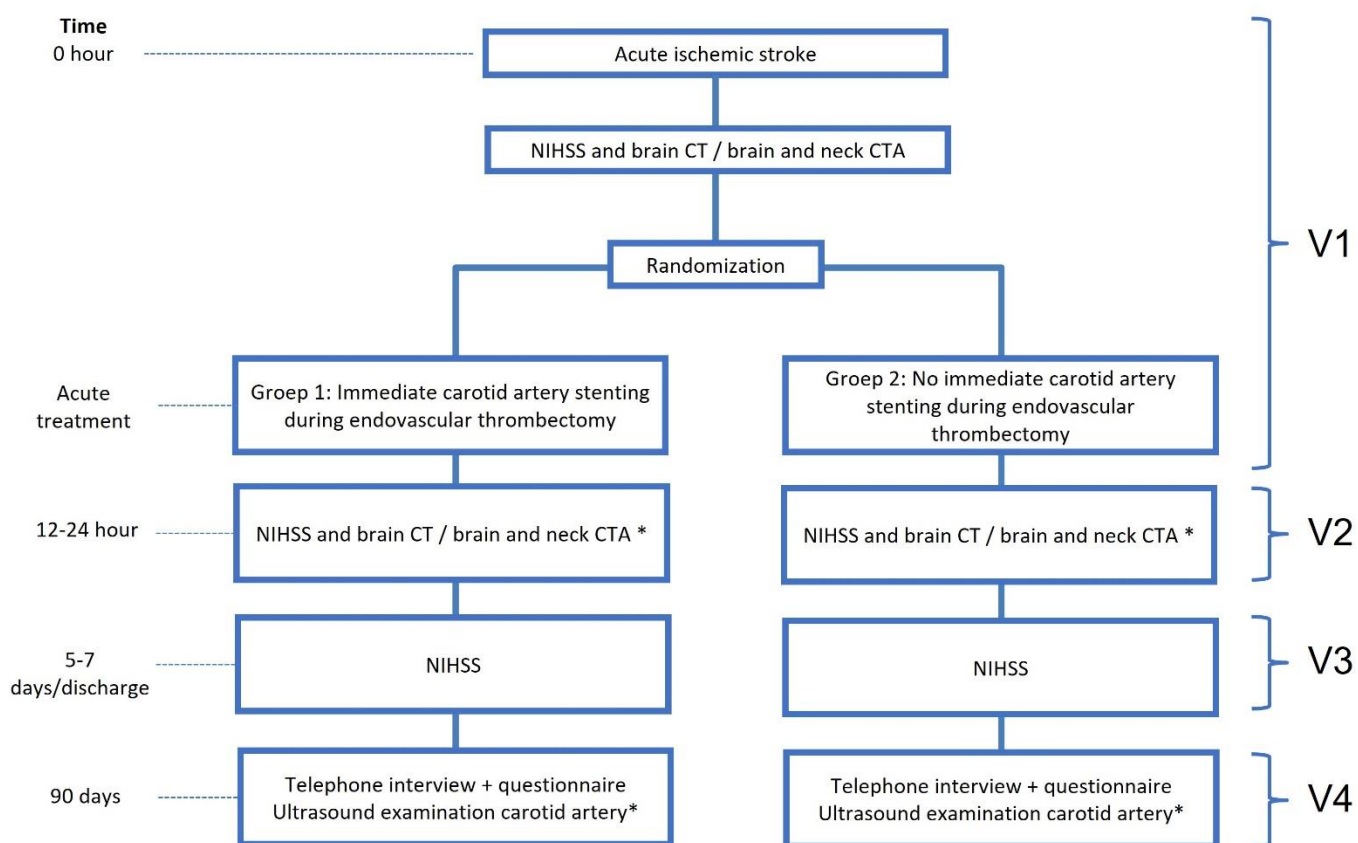 Time
0 hour
Acute ischemic stroke
NIHSS and brain CT / brain and neck CTA
Randomization
V1
Acute
treatment
Groep 1: Immediate carotid artery stenting
during endovascular thrombectomy
Groep 2: No immediate carotid artery
stenting during endovascular
thrombectomy
12-24 hour
NIHSS and brain CT / brain and neck CTA *
NIHSS and brain CT / brain and neck CTA *
V2
5-7
days/discharge
NIHSS
NIHSS
V3
90 days
Telephone interview + questionnaire
Ultrasound examination carotid artery*
Telephone interview + questionnaire
Ultrasound examination carotid artery*
V4